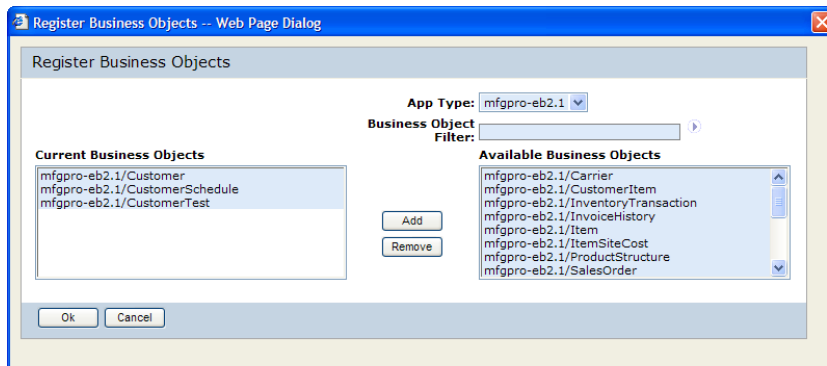 Register Business Objects -- Web Page Dialog
Register Business Objects
App Type: mfgpro-eb2.1
Business Object
Filter:
Current Business Objects
mfgpro-eb2.1/Customer
mfgpro-eb2.1/CustomerSchedule
mfgpro-eb2.1/CustomerTest
Add
Remove
Available Business Objects
mfgpro-eb2.1/Carrier
mfgpro-eb2.1/CustomerItem
mfgpro-eb2.1/InventoryTransaction
mfgpro-eb2.1/InvoiceHistory
mfgpro-eb2.1/Item
mfgpro-eb2.1/ItemSiteCost
mfgpro-eb2.1/ProductStructure
mfgpro-eb2.1/SalesOrder
Ok Cancel